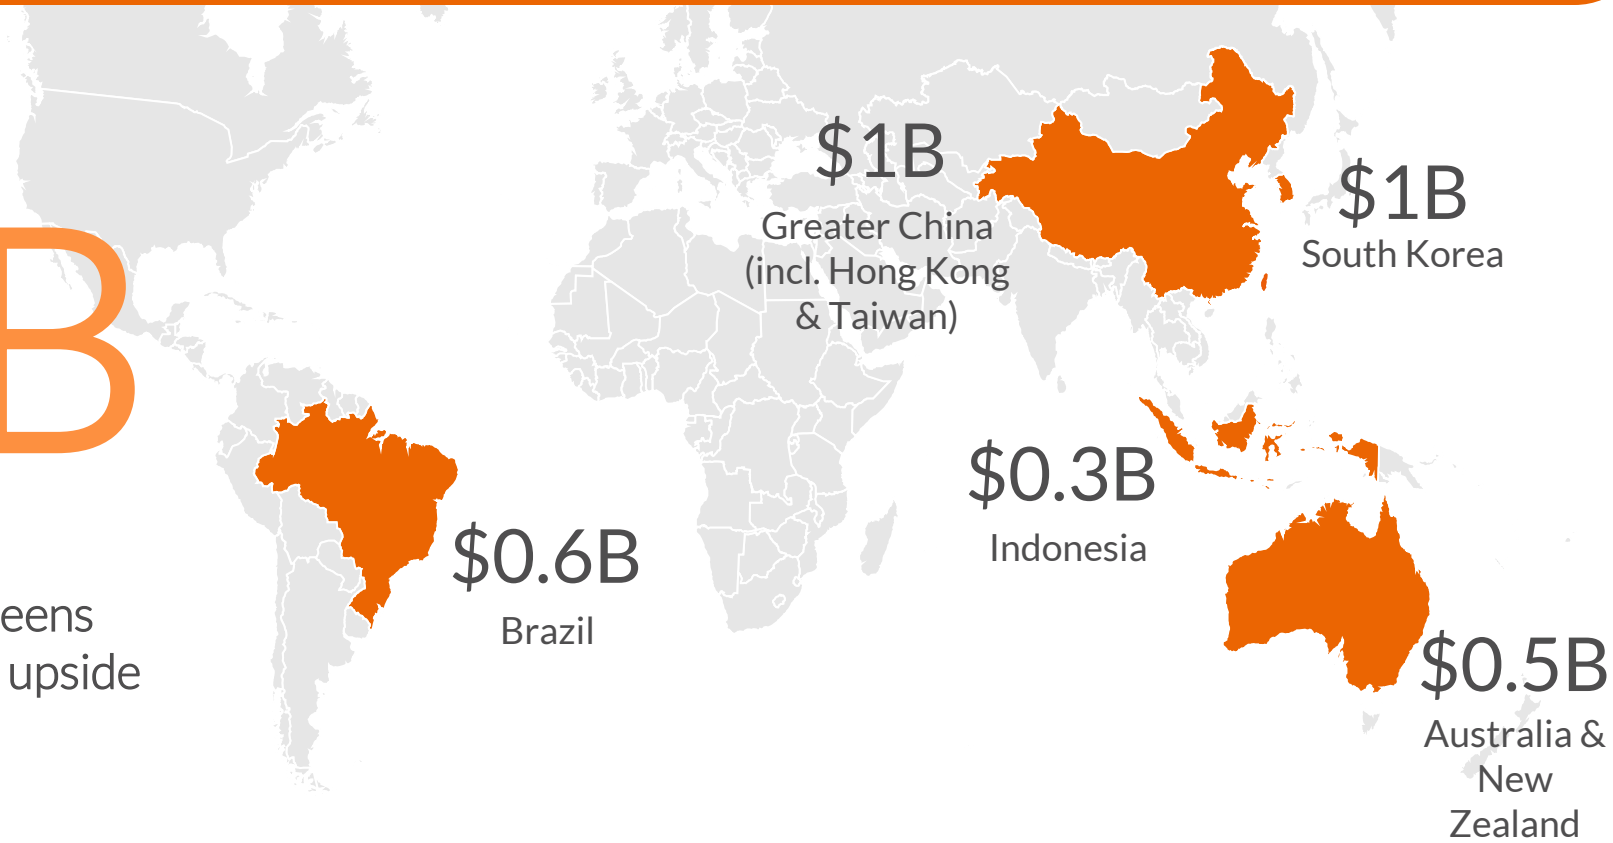 $1B
Greater China
(incl. Hong Kong
& Taiwan)
$1B
South Korea
B
$0.3B
Indonesia
$0.6B
Brazil
eens
upside
$0.5B
Australia &
New
Zealand